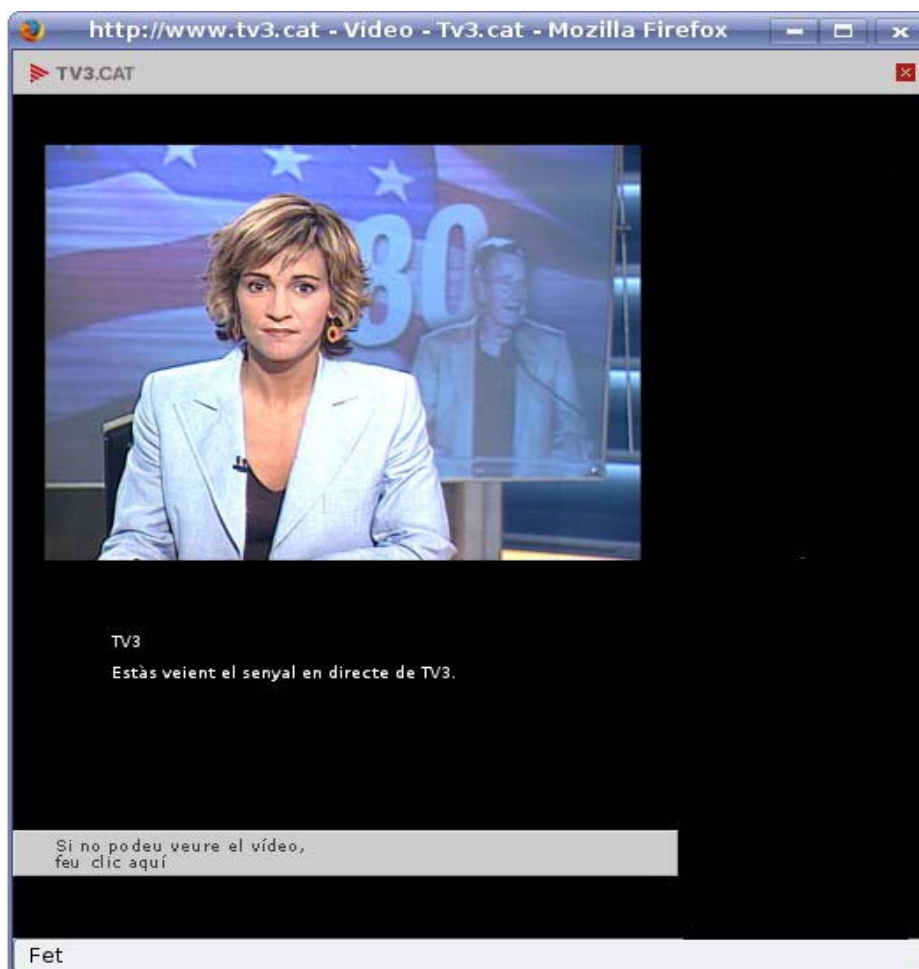 http://www.tv3.cat - Vídeo - Tv3.cat - Mozilla Firefox
TV3.CAT
80
TV3
Estàs veient el senyal en directe de TV3.
Si no podeu veure el vídeo,
feu clic aquí
Fet